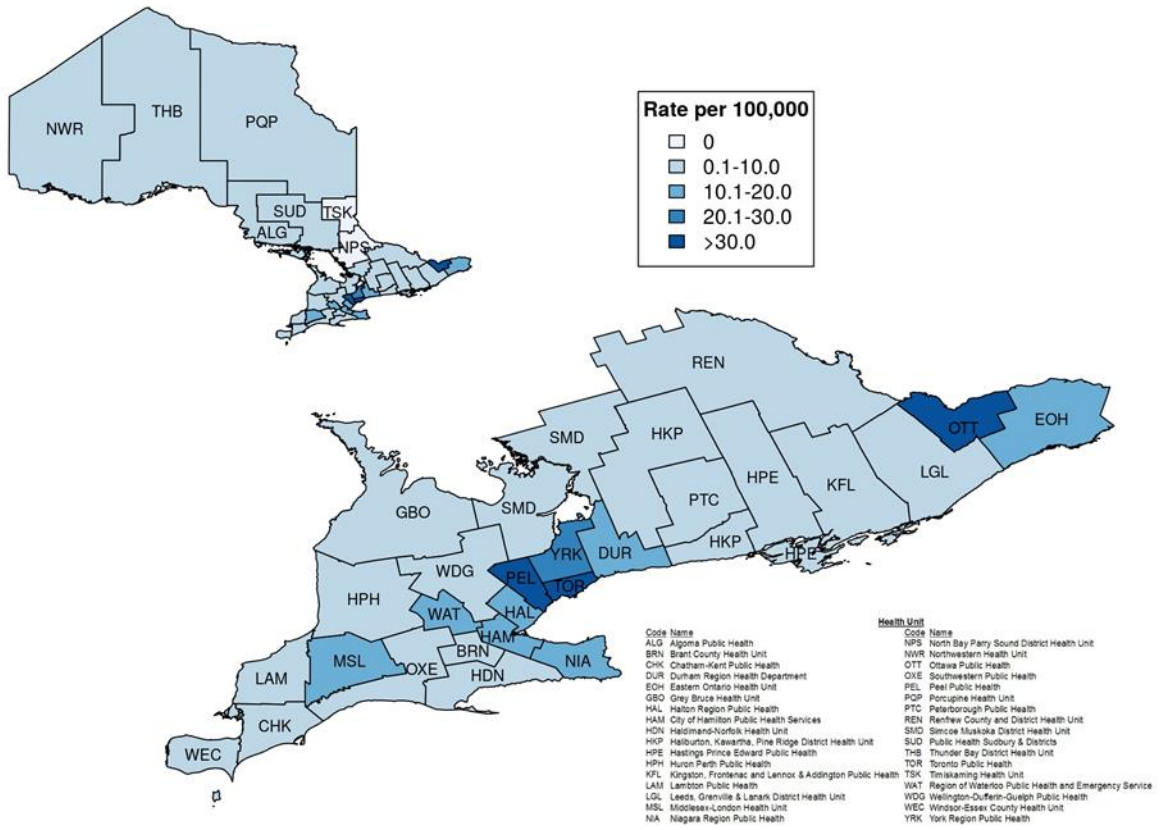 NWR
THB
PQP
SUD
TSK
ALG
NPS
Rate per 100,000
0
0.1-10.0
10.1-20.0
20.1-30.0
>30.0
REN
OTT
EOH
SMD
HKP
LGL
HPE
KFL
PTC
GBO
SMD
HKP
HPE
YRK
DUR
WDG
PEL
TOR
HPH
WAT
HAL
HAM
BRN
MSL
OXE
NIA
LAM
HDN
CHK
WEC
Health Unit
Code Name
ALG Algoma Public Health
BRN Brant County Health Unit
CHK Chatham-Kent Public Health
DUR Durham Region Health Department
EOH Eastern Ontario Health Unit
GBO Grey Bruce Health Unit
HAL Halton Region Public Health
HAM City of Hamilton Public Health Services
HDN Haldimand-Norfolk Health Unit
HKP Haliburton, Kawartha, Pine Ridge District Health Unit
HPE Hastings Prince Edward Public Health
HPH Huron Perth Public Health
KFL Kingston, Frontenac and Lennox & Addington Public Health
LAM Lambton Public Health
LGL Leeds, Grenville & Lanark District Health Unit
MSL Middlesex-London Health Unit
NIA Niagara Region Public Health
Code Name
NPS North Bay Parry Sound District Health Unit
NWR Northwestern Health Unit
OTT Ottawa Public Health
OXE Southwestern Public Health
PEL Peel Public Health
PQP Porcupine Health Unit
PTC Peterborough Public Health
REN Renfrew County and District Health Unit
SMD Simcoe Muskoka District Health Unit
SUD Public Health Sudbury & Districts
THB Thunder Bay District Health Unit
TOR Toronto Public Health
TSK Timiskaming Health Unit
WAT Region of Waterloo Public Health and Emergency Service
WDG Wellington-Dufferin-Guelph Public Health
WEC Windsor-Essex County Health Unit
YRK York Region Public Health